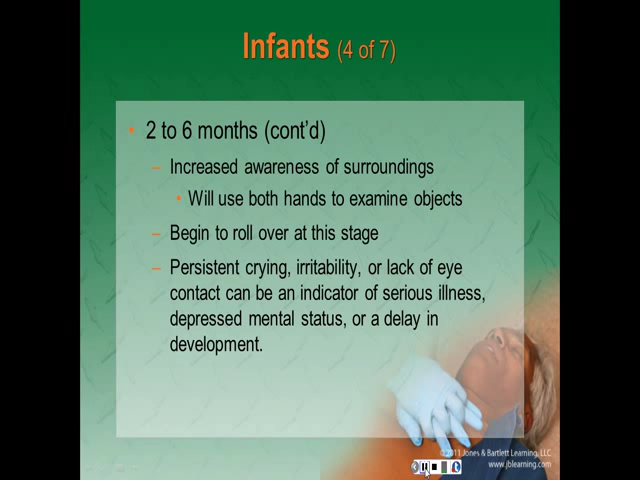 Infants (4 of 7)
• 2 to 6 months (cont’d)
– Increased awareness of surroundings
• Will use both hands to examine objects
– Begin to roll over at this stage
– Persistent crying, irritability, or lack of eye
contact can be an indicator of serious illness,
depressed mental status, or a delay in
development.
© 2011 Jones & Bartlett Learning, LLC
www.jblearning.com